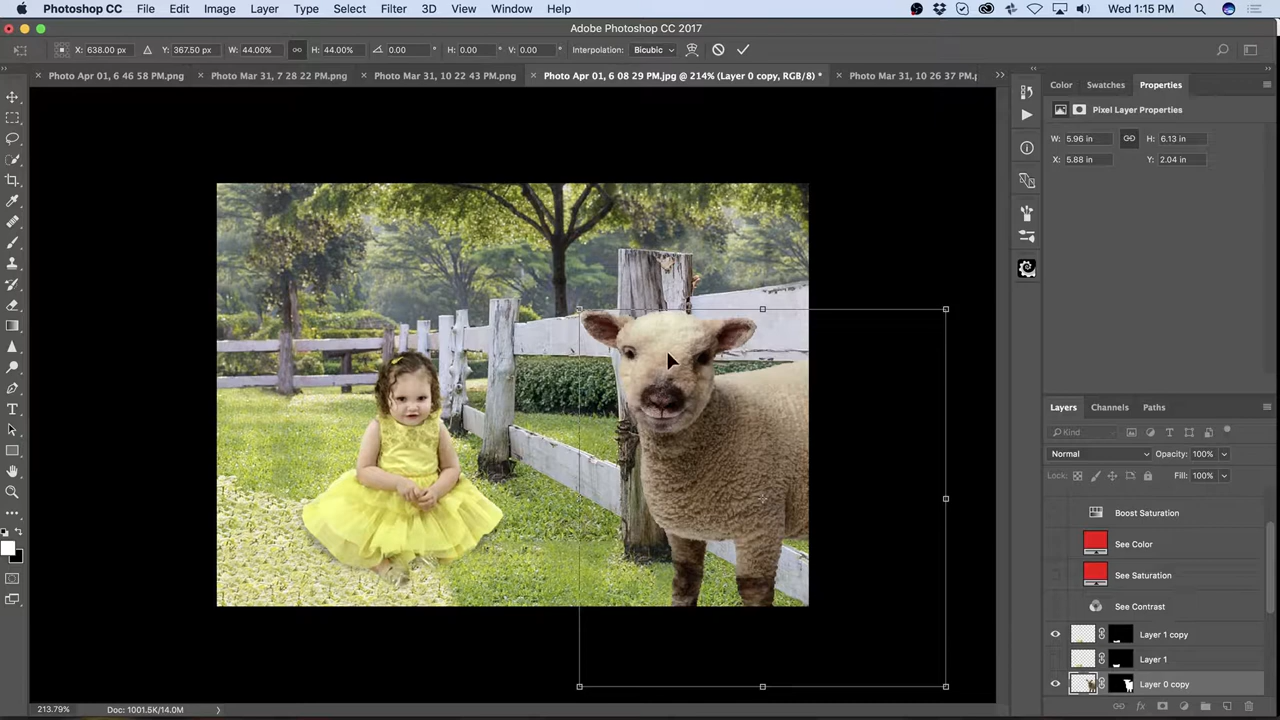 Photoshop CC File Edit Image Layer Type Select Filter 3D View Window Help Wed 1:15 PM
Adobe Photoshop CC 2017
X: 638.00 px Y: 367.50 px W: 44.00% H: 44.00% 0.00 ° H: 0.00 ° V: 0.00 ° Interpolation: Bicubic
Photo Apr 01, 6 46 58 PM.png Photo Mar 31, 7 28 22 PM.png Photo Mar 31, 10 22 43 PM.png Photo Apr 01, 6 08 29 PM.jpg @ 214% (Layer 0 copy, RGB/8) * Photo Mar 31, 10 26 37 PM.
Color Swatches Properties
Pixel Layer Properties
W: 5.96 in H: 6.13 in
X: 5.88 in Y: 2.04 in
Layers Channels Paths
Kind
Normal Opacity: 100%
Lock: Fill: 100%
Boost Saturation
See Color
See Saturation
See Contrast
Layer 1 copy
Layer 1
Layer 0 copy
213.79% Doc: 1001.5K/14.0M